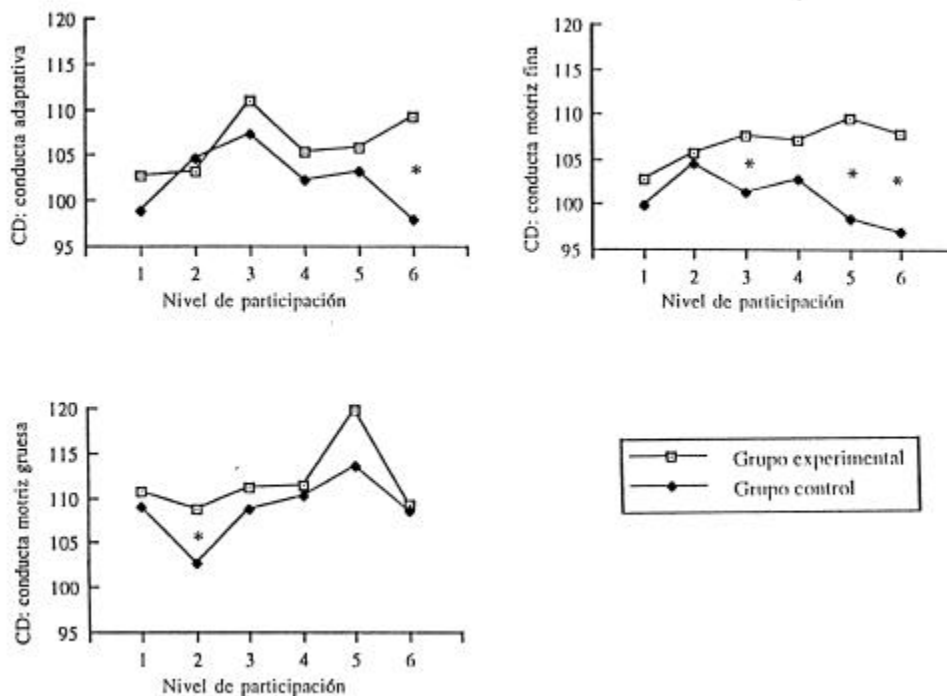 CD: conducta adaptativa
120
115
110
105
100
95
*
1 2 3 4 5 6
Nivel de participación
CD: conducta motriz fina
120
115
110
105
100
95
* * *
1 2 3 4 5 6
Nivel de participación
CD: conducta motriz gruesa
120
115
110
105
100
95
*
1 2 3 4 5 6
Nivel de participación
Grupo experimental
Grupo control